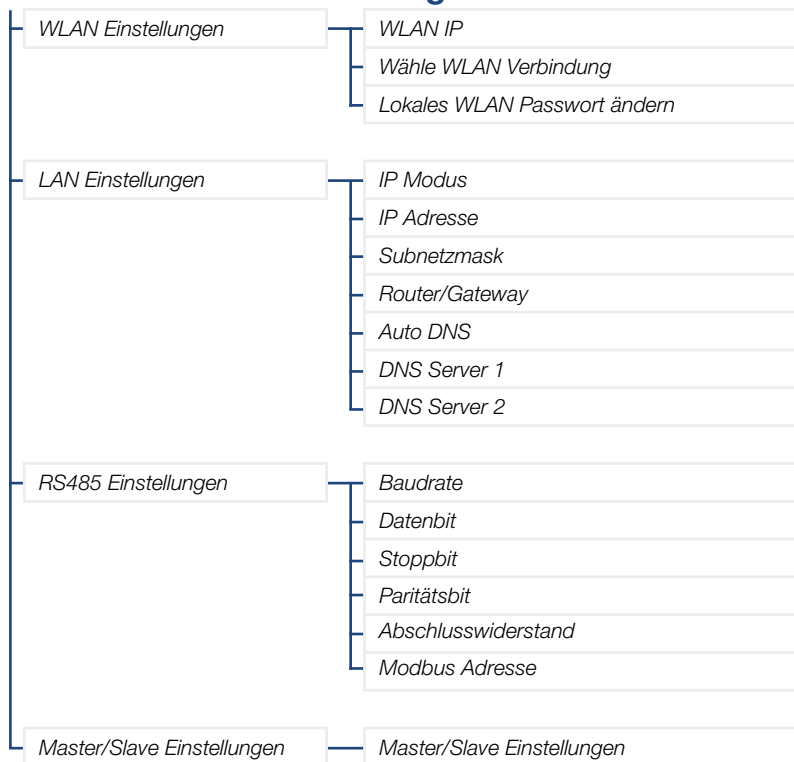 WLAN Einstellungen
WLAN IP
Wähle WLAN Verbindung
Lokales WLAN Passwort ändern
LAN Einstellungen
IP Modus
IP Adresse
Subnetzmask
Router/Gateway
Auto DNS
DNS Server 1
DNS Server 2
RS485 Einstellungen
Baudrate
Datenbit
Stoppbit
Paritätsbit
Abschlusswiderstand
Modbus Adresse
Master/Slave Einstellungen
Master/Slave Einstellungen